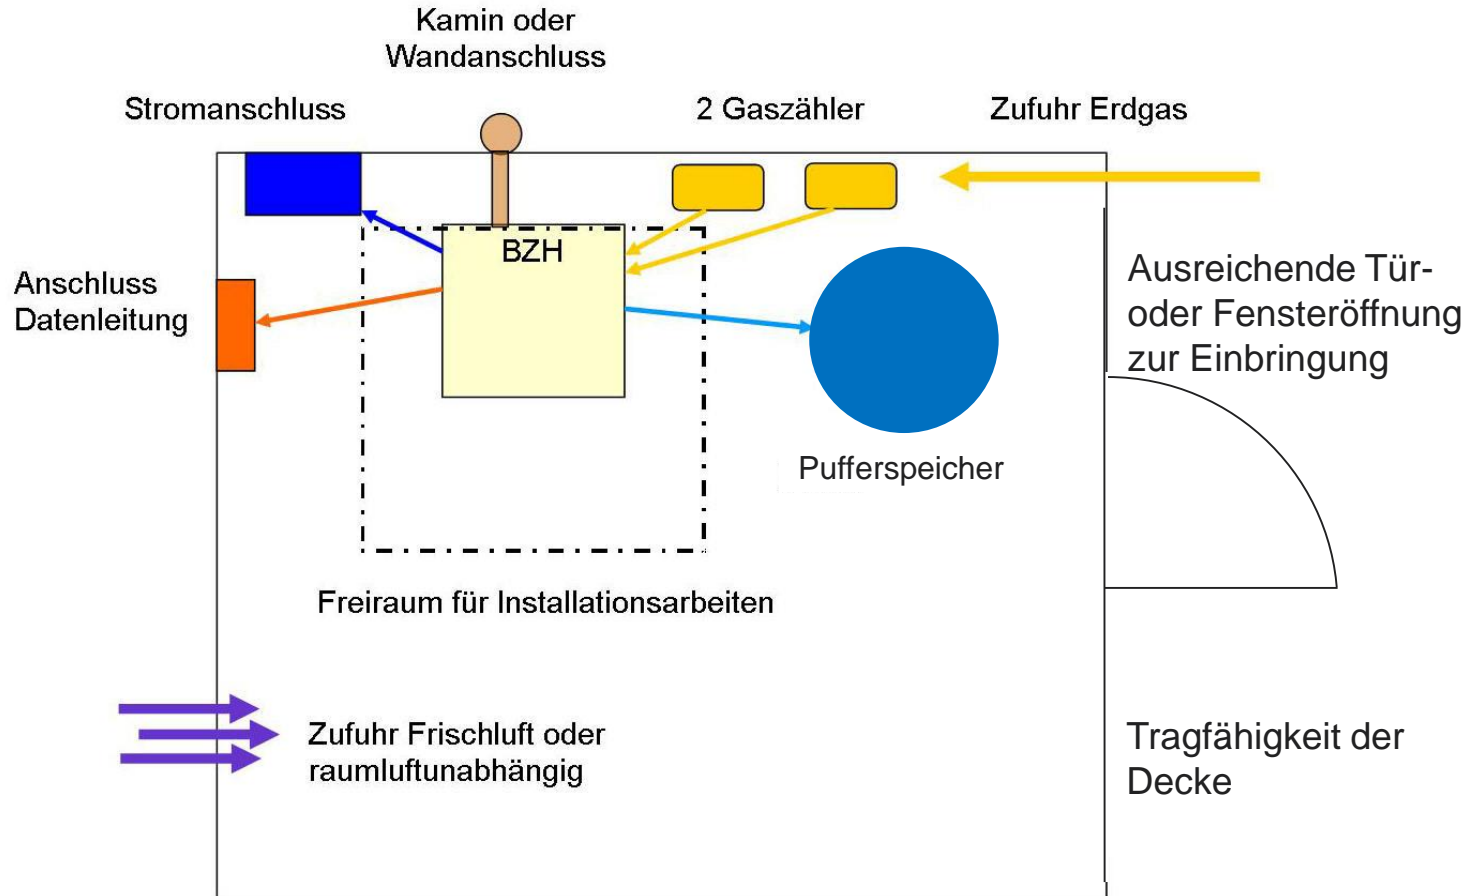 Kamin oder
Wandanschluss
Stromanschluss
2 Gaszähler
Zufuhr Erdgas
BZH
Anschluss
Datenleitung
Ausreichende Tür-
oder Fensteröffnung
zur Einbringung
Pufferspeicher
Freiraum für Installationsarbeiten
Zufuhr Frischluft oder
raumluftunabhängig
Tragfähigkeit der
Decke